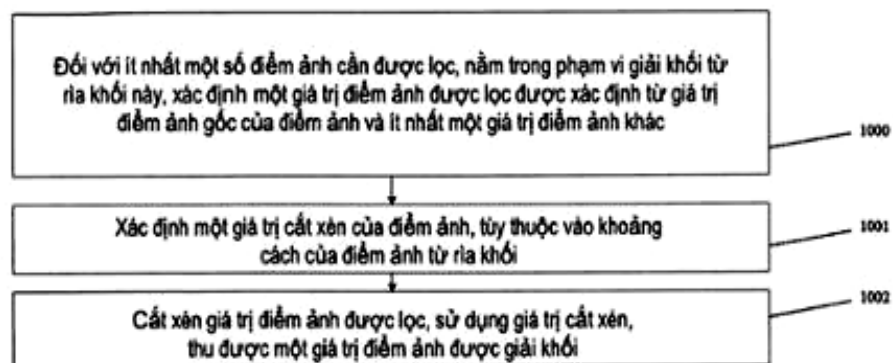 Đối với ít nhất một số điểm ảnh cần được lọc, nằm trong phạm vi giải khối từ
rìa khối này, xác định một giá trị điểm ảnh được lọc được xác định từ giá trị
điểm ảnh gốc của điểm ảnh và ít nhất một giá trị điểm ảnh khác
1000
Xác định một giá trị cắt xén của điểm ảnh, tùy thuộc vào khoảng
cách của điểm ảnh từ rìa khối
1001
Cắt xén giá trị điểm ảnh được lọc, sử dụng giá trị cắt xén,
thu được một giá trị điểm ảnh được giải khối
1002